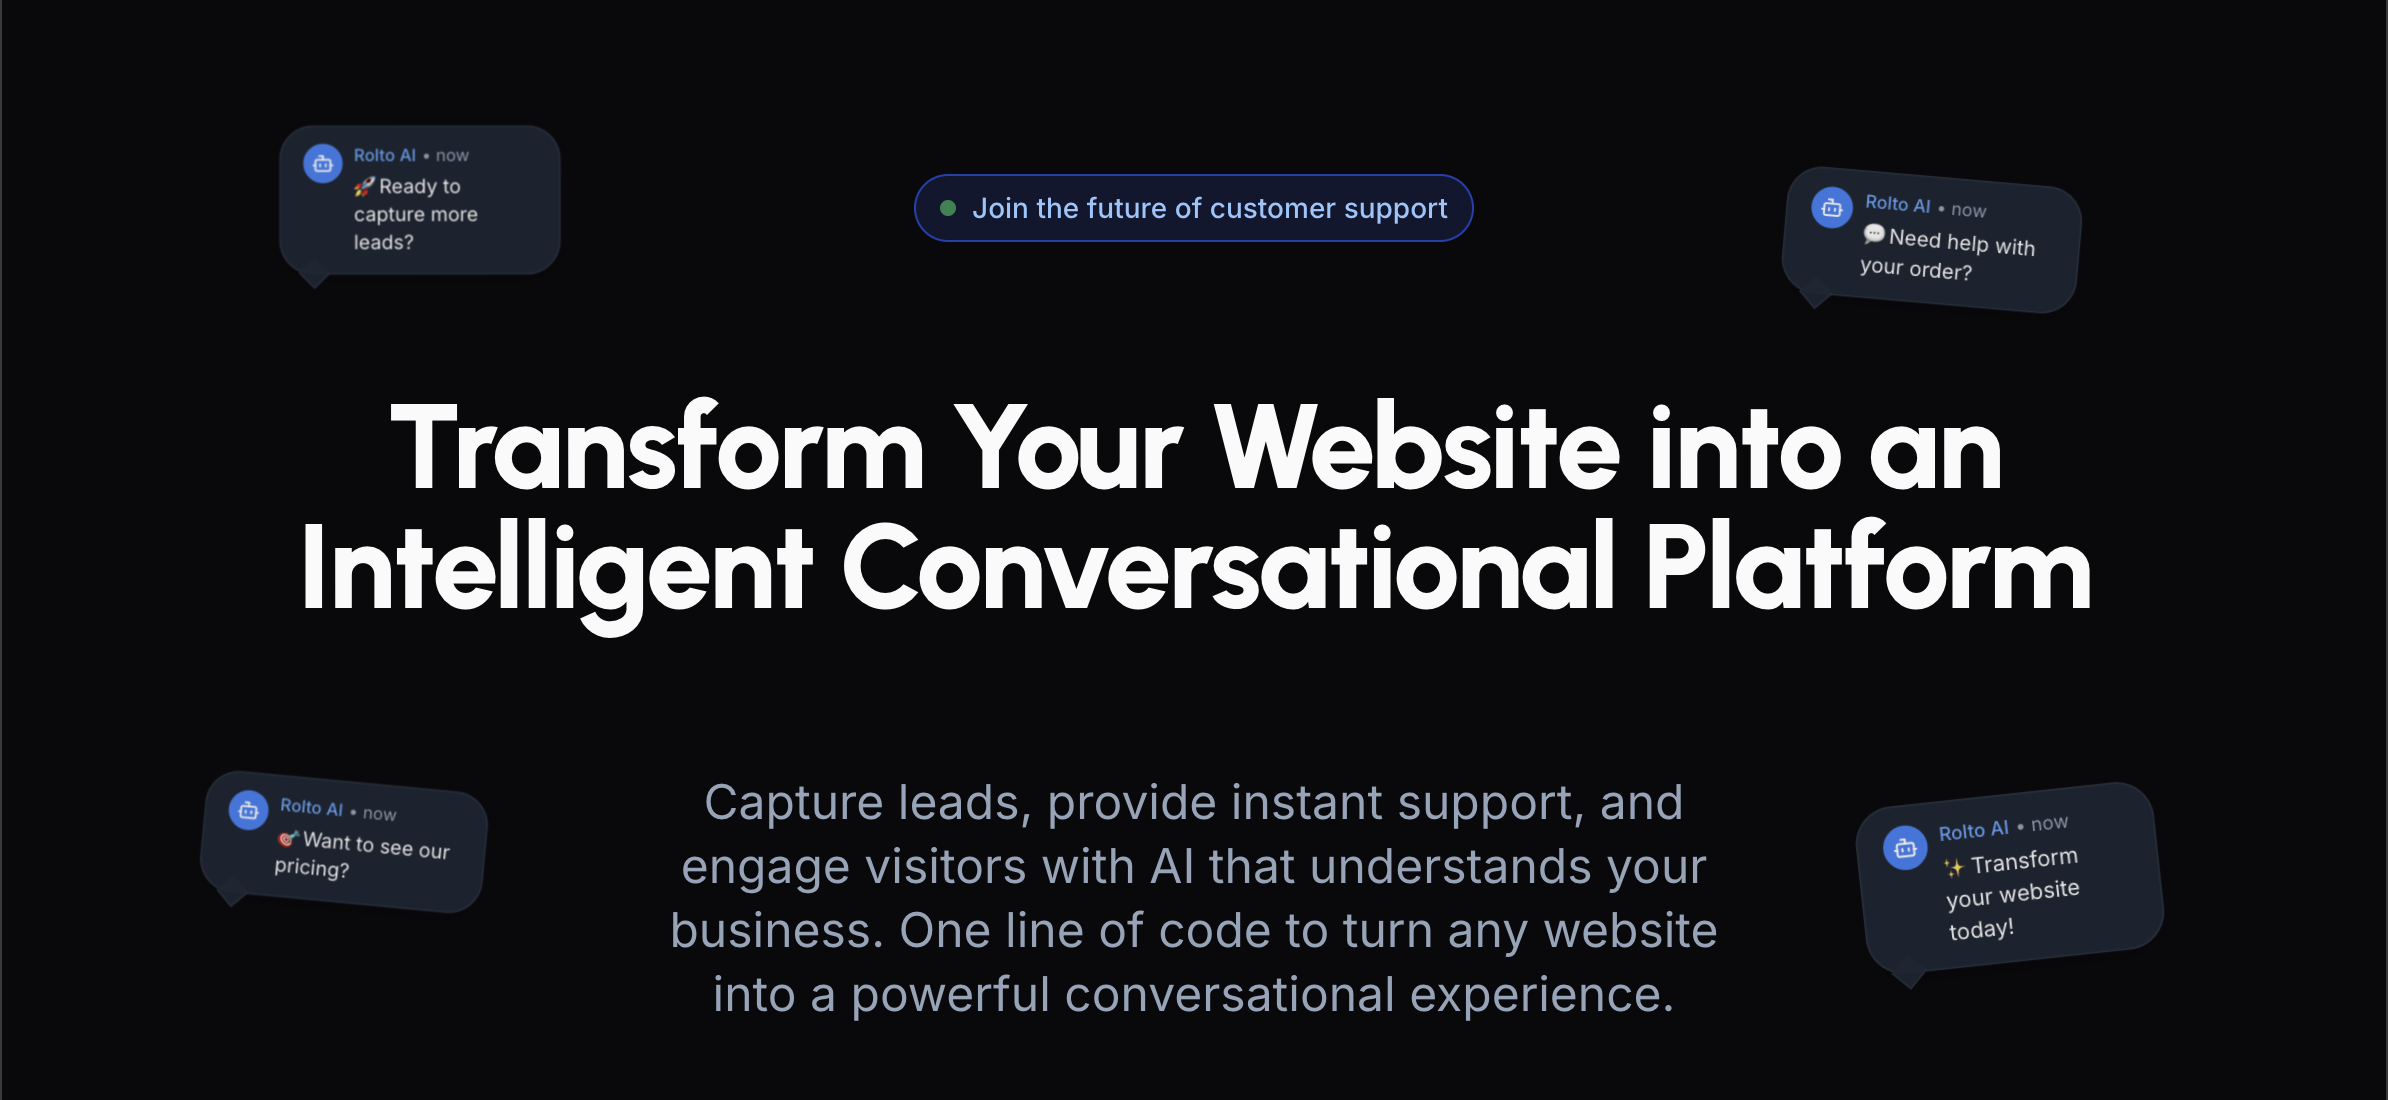 Rolto AI • now
🚀 Ready to
capture more
leads?
Join the future of customer support
Rolto AI • now
💬 Need help with
your order?
Transform Your Website into an
Intelligent Conversational Platform
Rolto AI • now
🎯 Want to see our
pricing?
Capture leads, provide instant support, and
engage visitors with AI that understands your
business. One line of code to turn any website
into a powerful conversational experience.
Rolto AI • now
✨ Transform
your website
today!